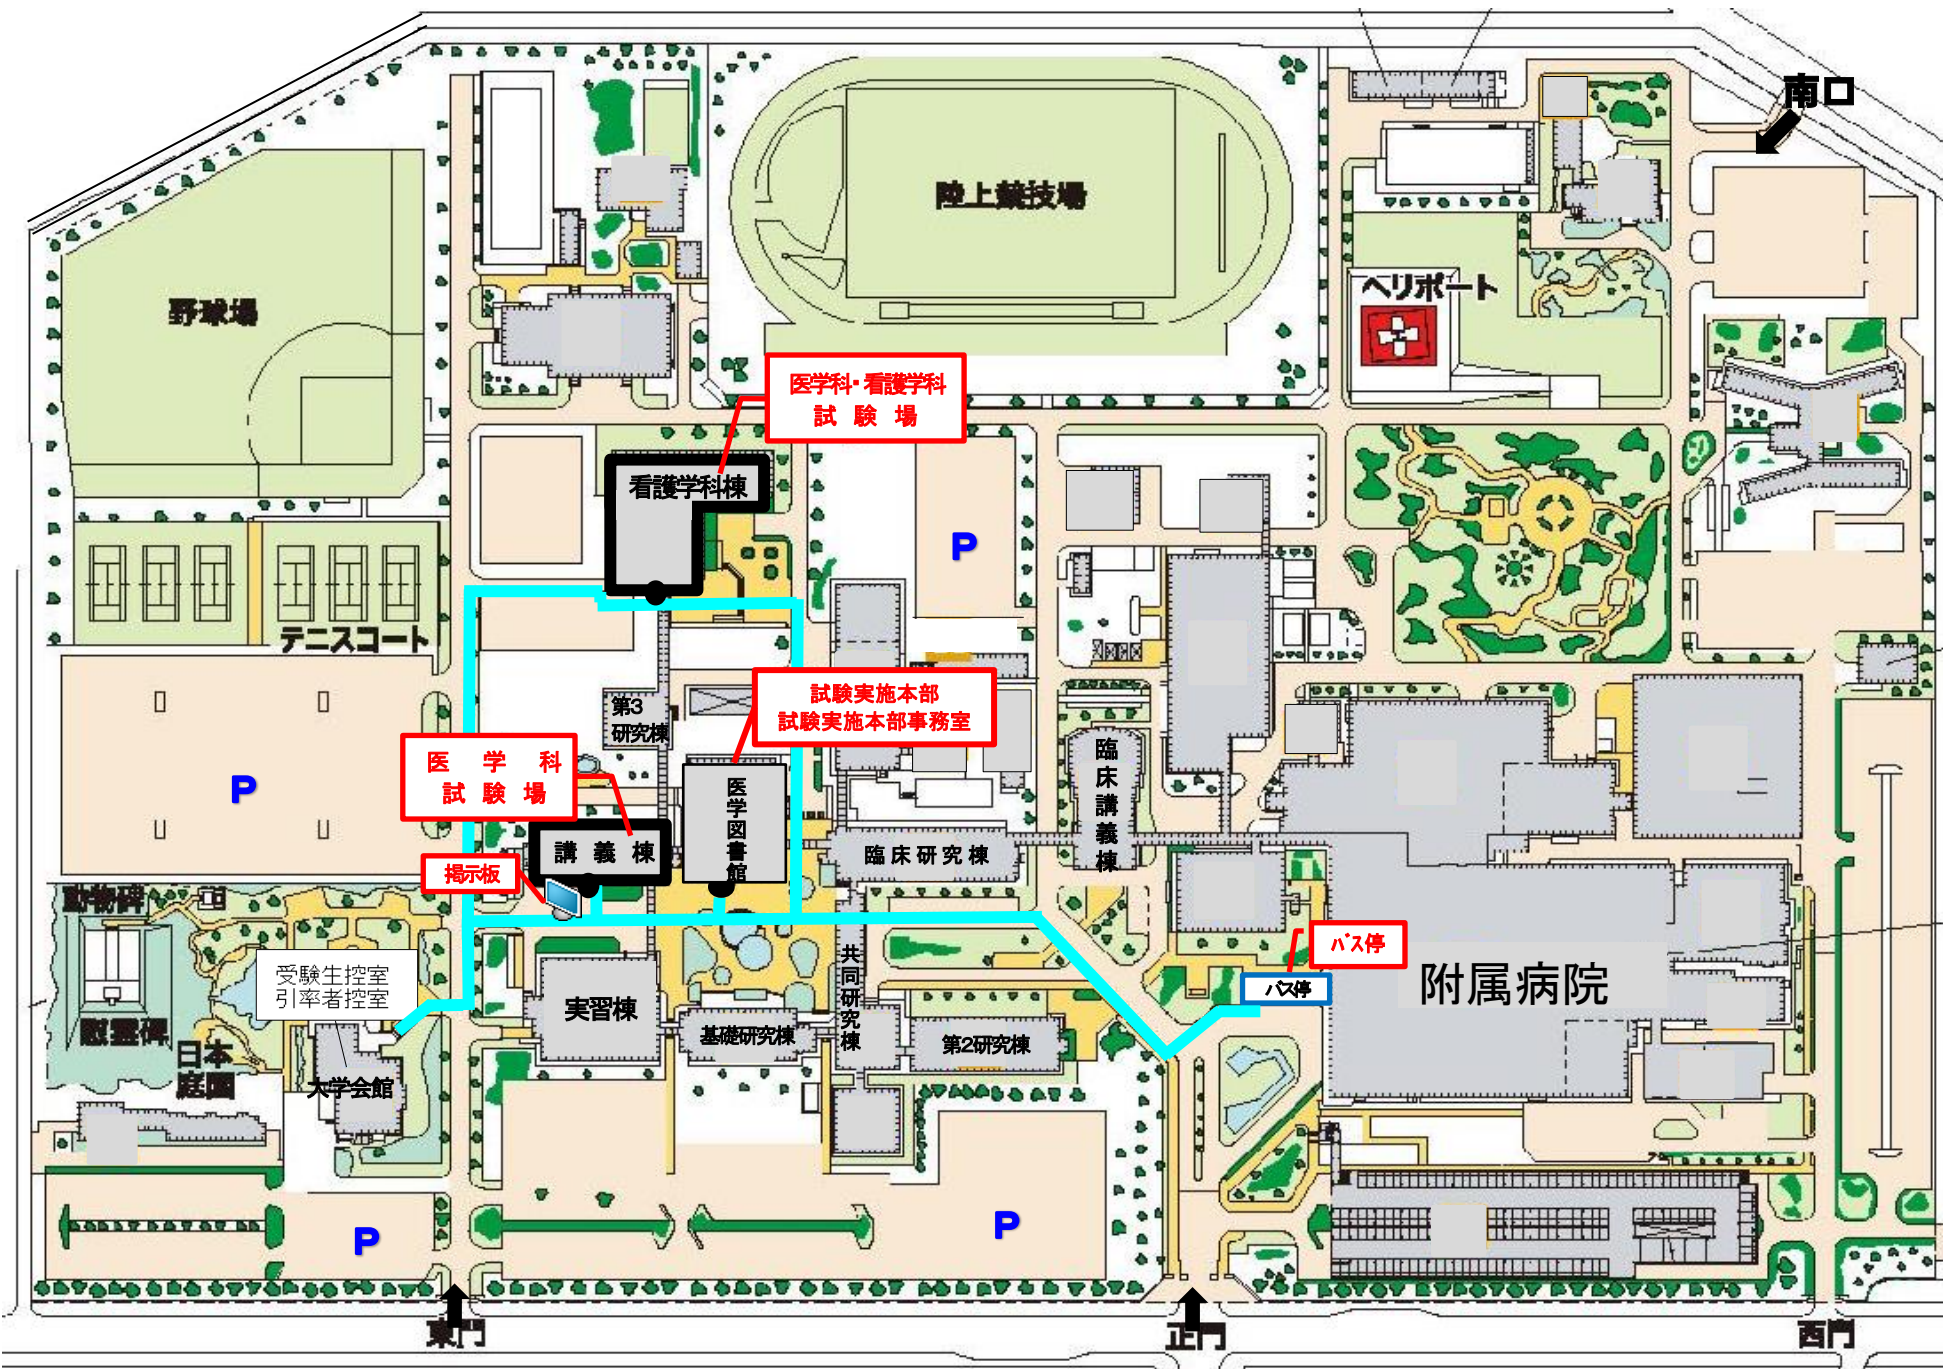 南口
陸上競技場
ヘリポート
野球場
医学科・看護学科
試験場
看護学科棟
P
テニスコート
第3
研究棟
試験実施本部
試験実施本部事務室
医学科
試験場
P
医学図書館
臨床講義棟
講義棟
臨床研究棟
掲示板
動物碑
バス停
バス停
附属病院
受験生控室
引率者控室
共同研究棟
実習棟
基礎研究棟
第2研究棟
慰霊碑
日本
庭園
大学会館
P
P
東門
正門
西門